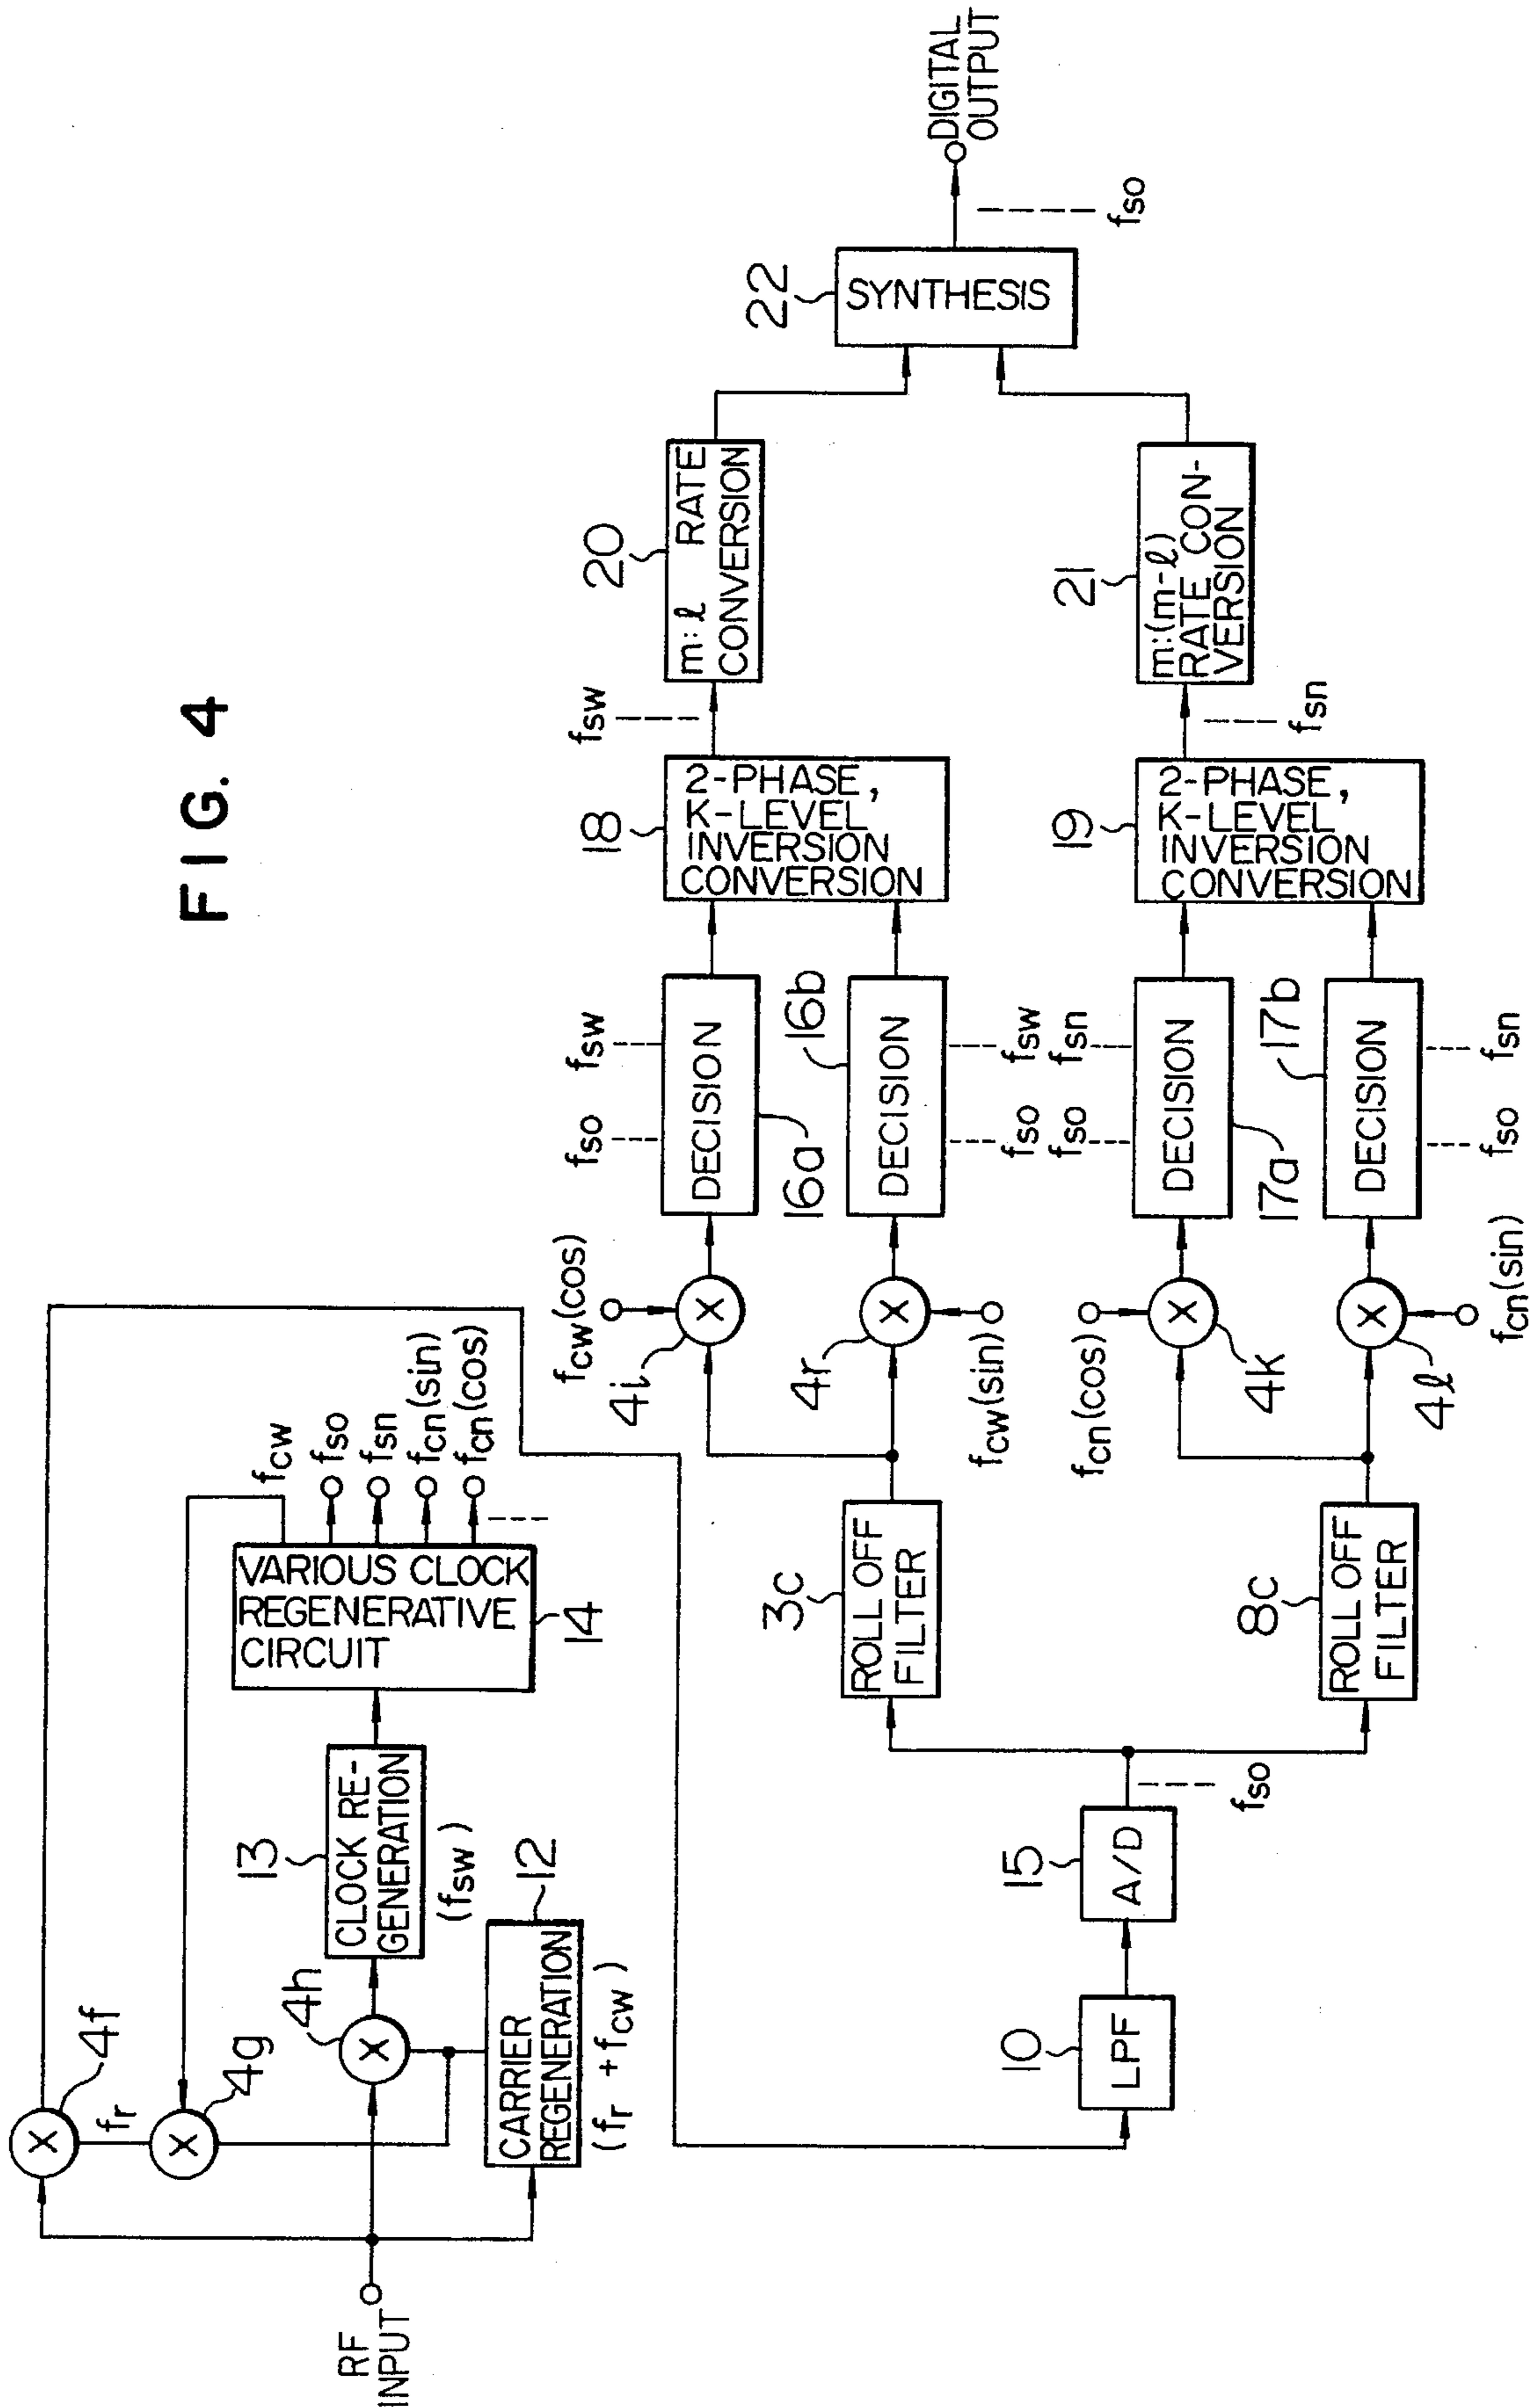 FIG. 4
RF
INPUT
4f
fr
4g
4h
X
X
X
13
CLOCK RE-
GENERATION
(fsw)
12
CARRIER
REGENERATION
(fr + fcw)
VARIOUS CLOCK
REGENERATIVE
CIRCUIT
14
fcw
fso
fsn
fcn(sin)
fcn(cos)
10
LPF
15
A/D
fso
3c
ROLL OFF
FILTER
8c
ROLL OFF
FILTER
fcw(cos)
4i
X
4r
X
fcw(sin)
fcn(cos)
X
4k
X
4ℓ
fcn(sin)
fso
fsw
DECISION
16a
16b
DECISION
fso
fsw
fso
fsn
DECISION
17a
17b
DECISION
fso
fsn
18
2-PHASE,
K-LEVEL
INVERSION
CONVERSION
fsw
19
2-PHASE,
K-LEVEL
INVERSION
CONVERSION
fsn
20
m:ℓ RATE
CONVERSION
21
m:(m-ℓ)
RATE CON-
VERSION
22
SYNTHESIS
fso
DIGITAL
OUTPUT